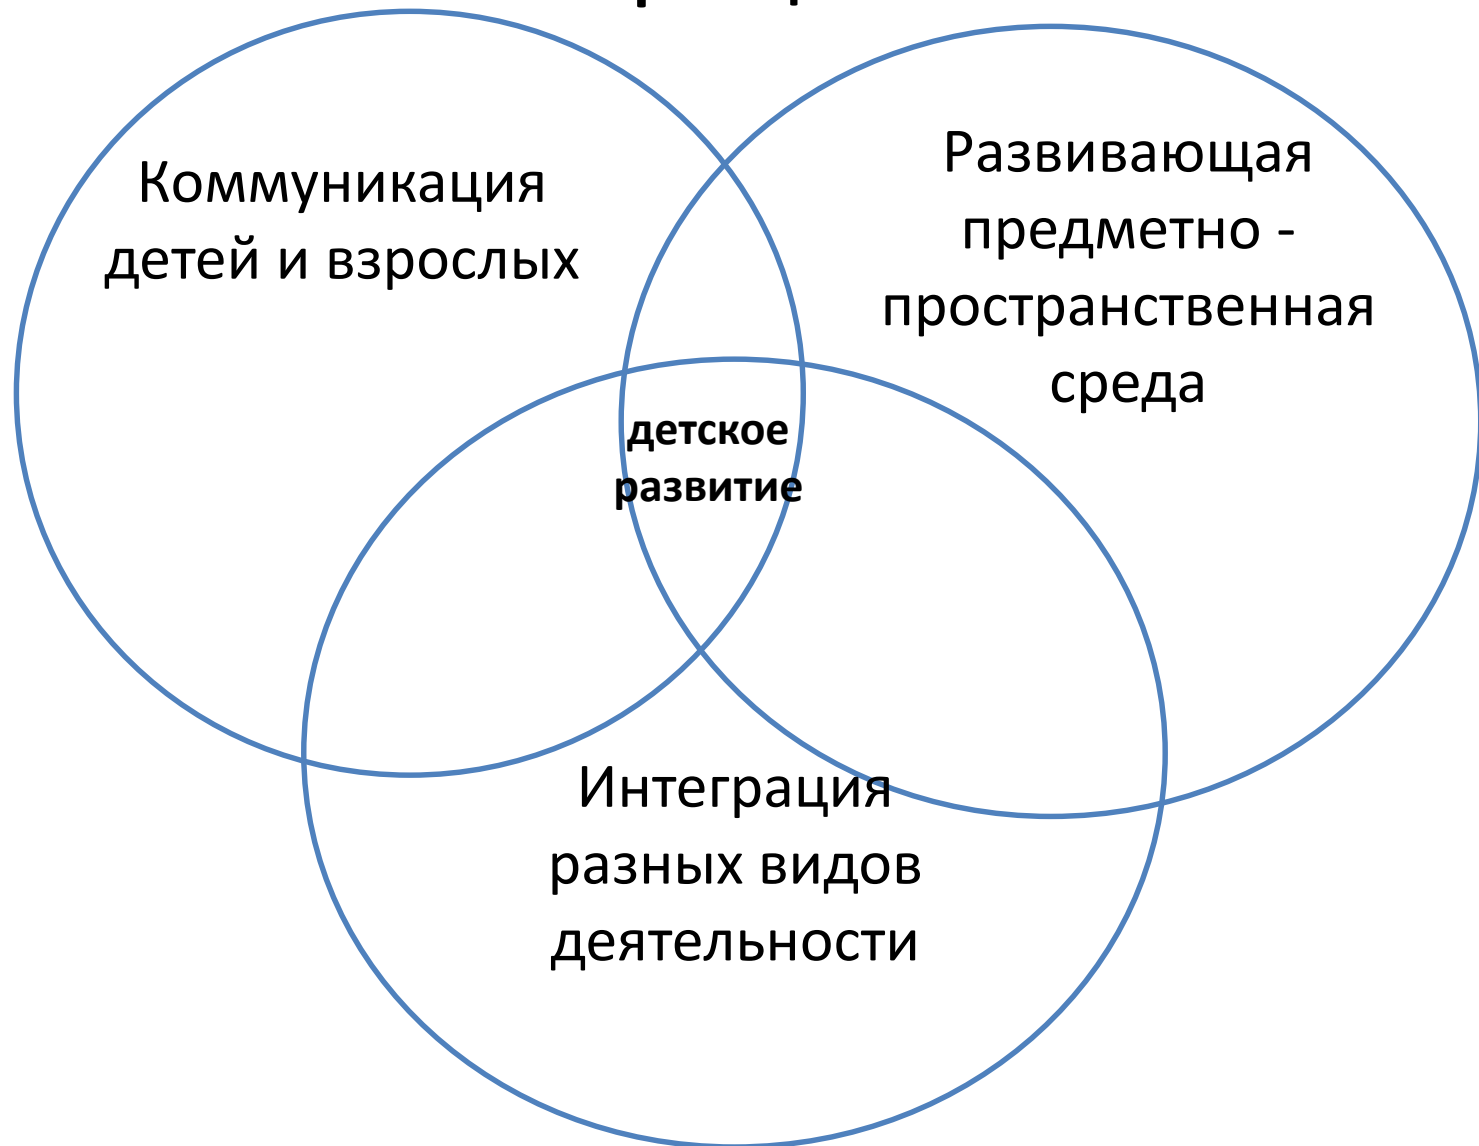 Коммуникация
детей и взрослых
Развивающая
предметно -
пространственная
среда
детское
развитие
Интеграция
разных видов
деятельности